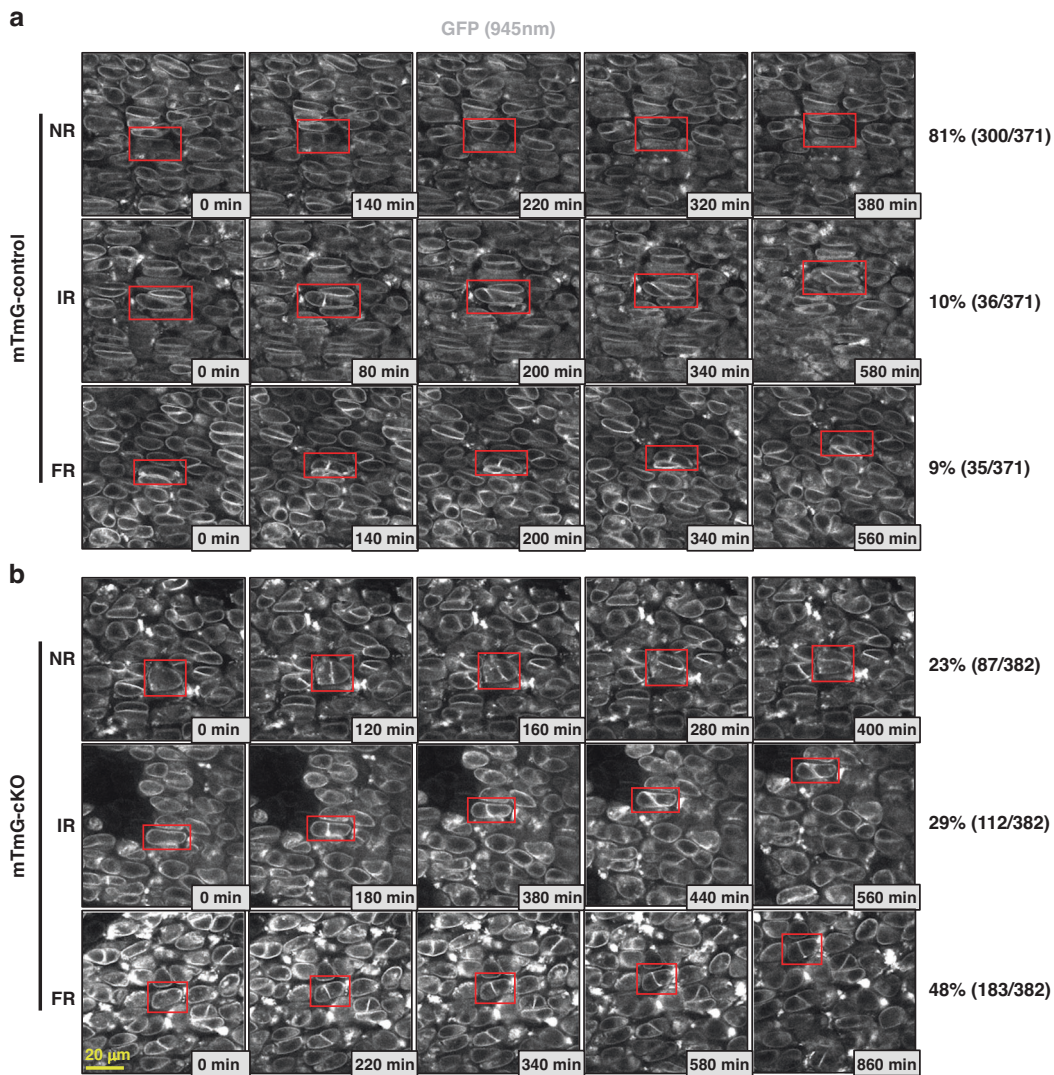 a
GFP (945nm)
mTmG-control
NR
0 min
140 min
220 min
320 min
380 min
81% (300/371)
IR
0 min
80 min
200 min
340 min
580 min
10% (36/371)
FR
0 min
140 min
200 min
340 min
560 min
9% (35/371)
b
mTmG-cKO
NR
0 min
120 min
160 min
280 min
400 min
23% (87/382)
IR
0 min
180 min
380 min
440 min
560 min
29% (112/382)
FR
20 μm
0 min
220 min
340 min
580 min
860 min
48% (183/382)